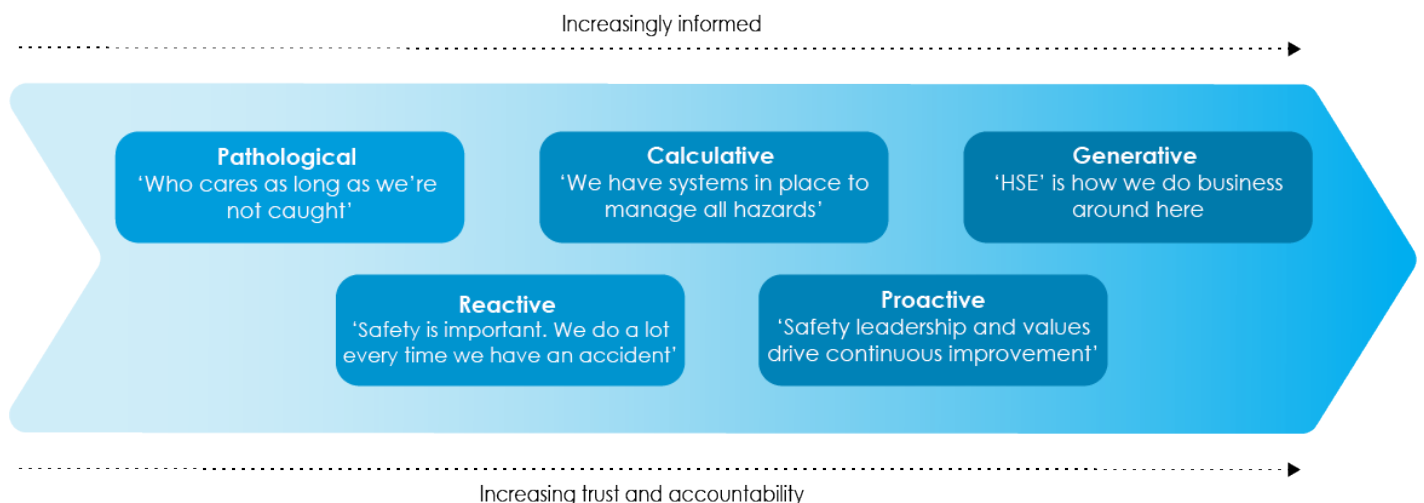 Increasingly informed
Pathological
‘Who cares as long as we’re
not caught’
Calculative
‘We have systems in place to
manage all hazards’
Generative
‘HSE’ is how we do business
around here
Reactive
‘Safety is important. We do a lot
every time we have an accident’
Proactive
‘Safety leadership and values
drive continuous improvement’
Increasing trust and accountability